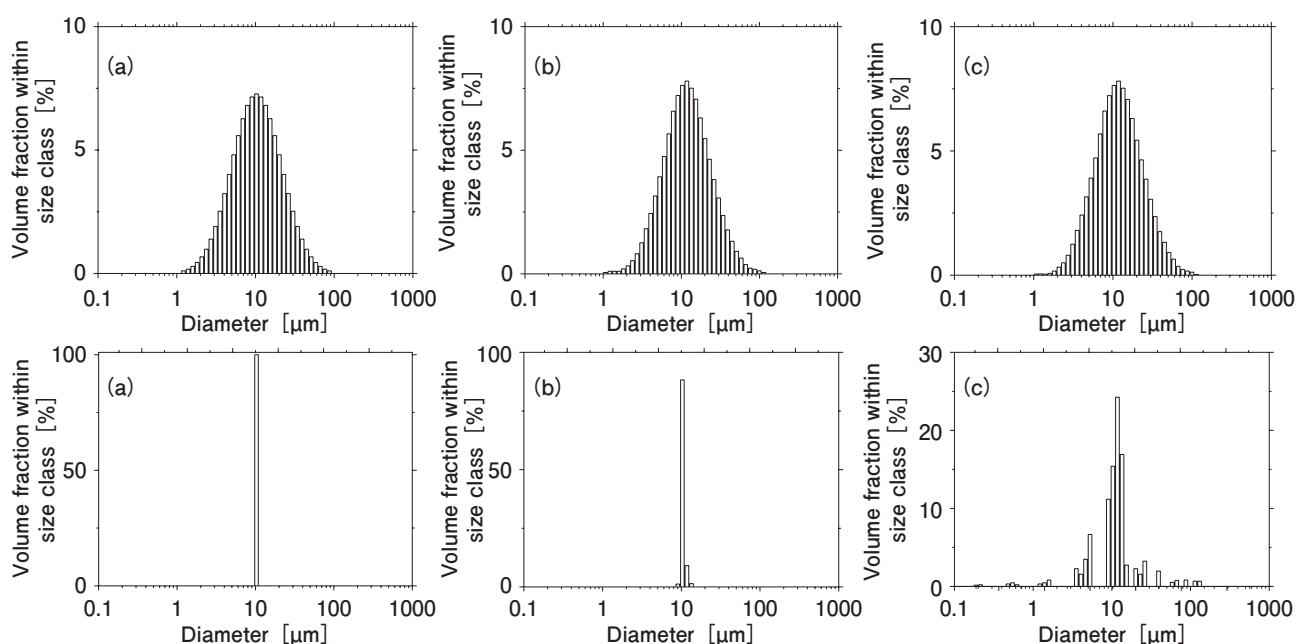 10
5
0
(a)
Volume fraction within
size class [%]
0.1 1 10 100 1000
Diameter [μm]
10
5
0
(b)
Volume fraction within
size class [%]
0.1 1 10 100 1000
Diameter [μm]
10
5
0
(c)
Volume fraction within
size class [%]
0.1 1 10 100 1000
Diameter [μm]
100
50
0
(a)
Volume fraction within
size class [%]
0.1 1 10 100 1000
Diameter [μm]
100
50
0
(b)
Volume fraction within
size class [%]
0.1 1 10 100 1000
Diameter [μm]
30
20
10
0
(c)
Volume fraction within
size class [%]
0.1 1 10 100 1000
Diameter [μm]